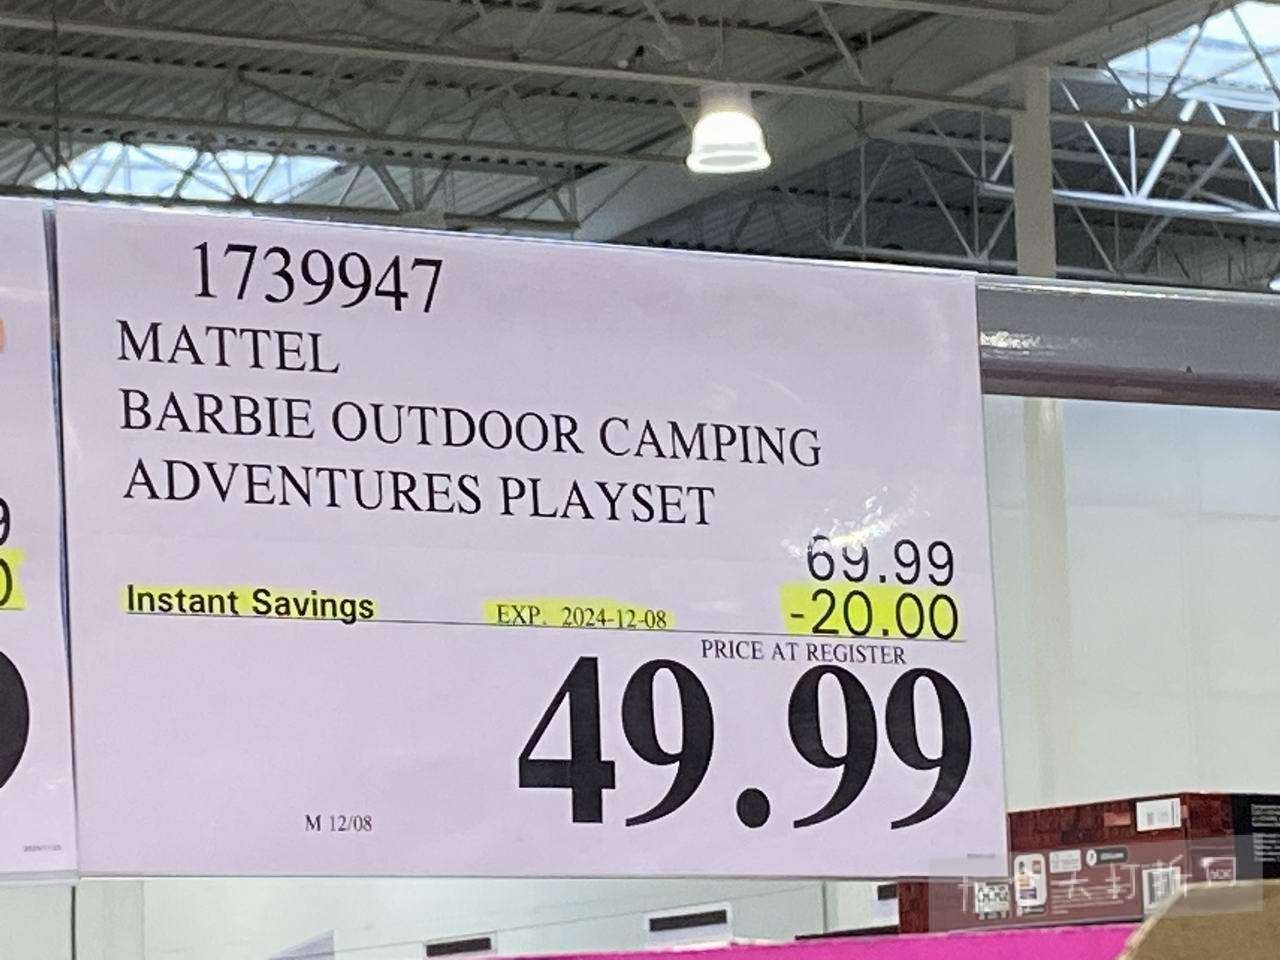 1739947
MATTEL
BARBIE OUTDOOR CAMPING
ADVENTURES PLAYSET
69.99
Instant Savings EXP. 2024-12-08 -20.00
PRICE AT REGISTER
49.99
M 12/08